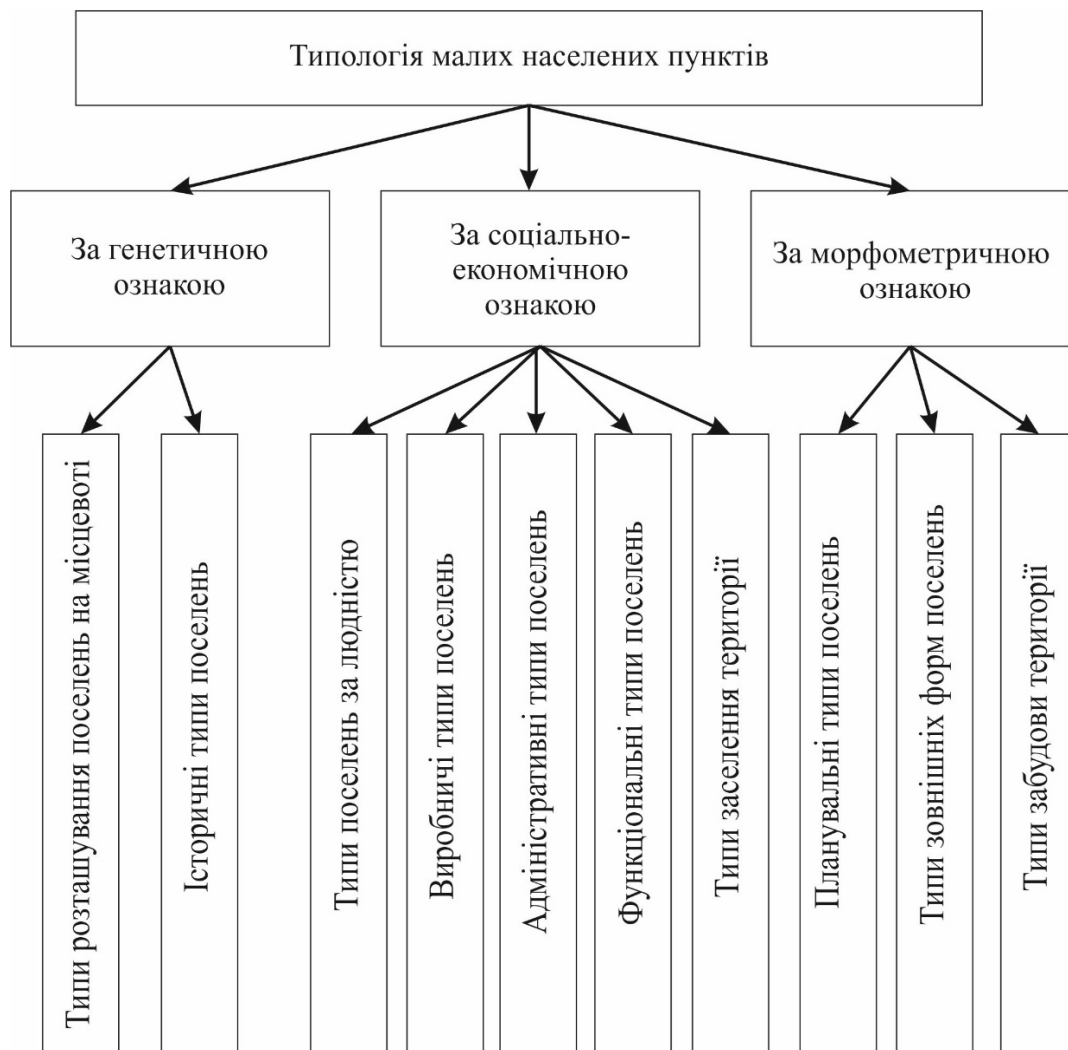 Типологія малих населених пунктів
За генетичною
ознакою
За соціально-
економічною
ознакою
За морфометричною
ознакою
Типи розташування поселень на місцевоті
Історичні типи поселень
Типи поселень за людністю
Виробничі типи поселень
Адміністративні типи поселень
Функціональні типи поселень
Типи заселення території
Планувальні типи поселень
Типи зовнішніх форм поселень
Типи забудови території